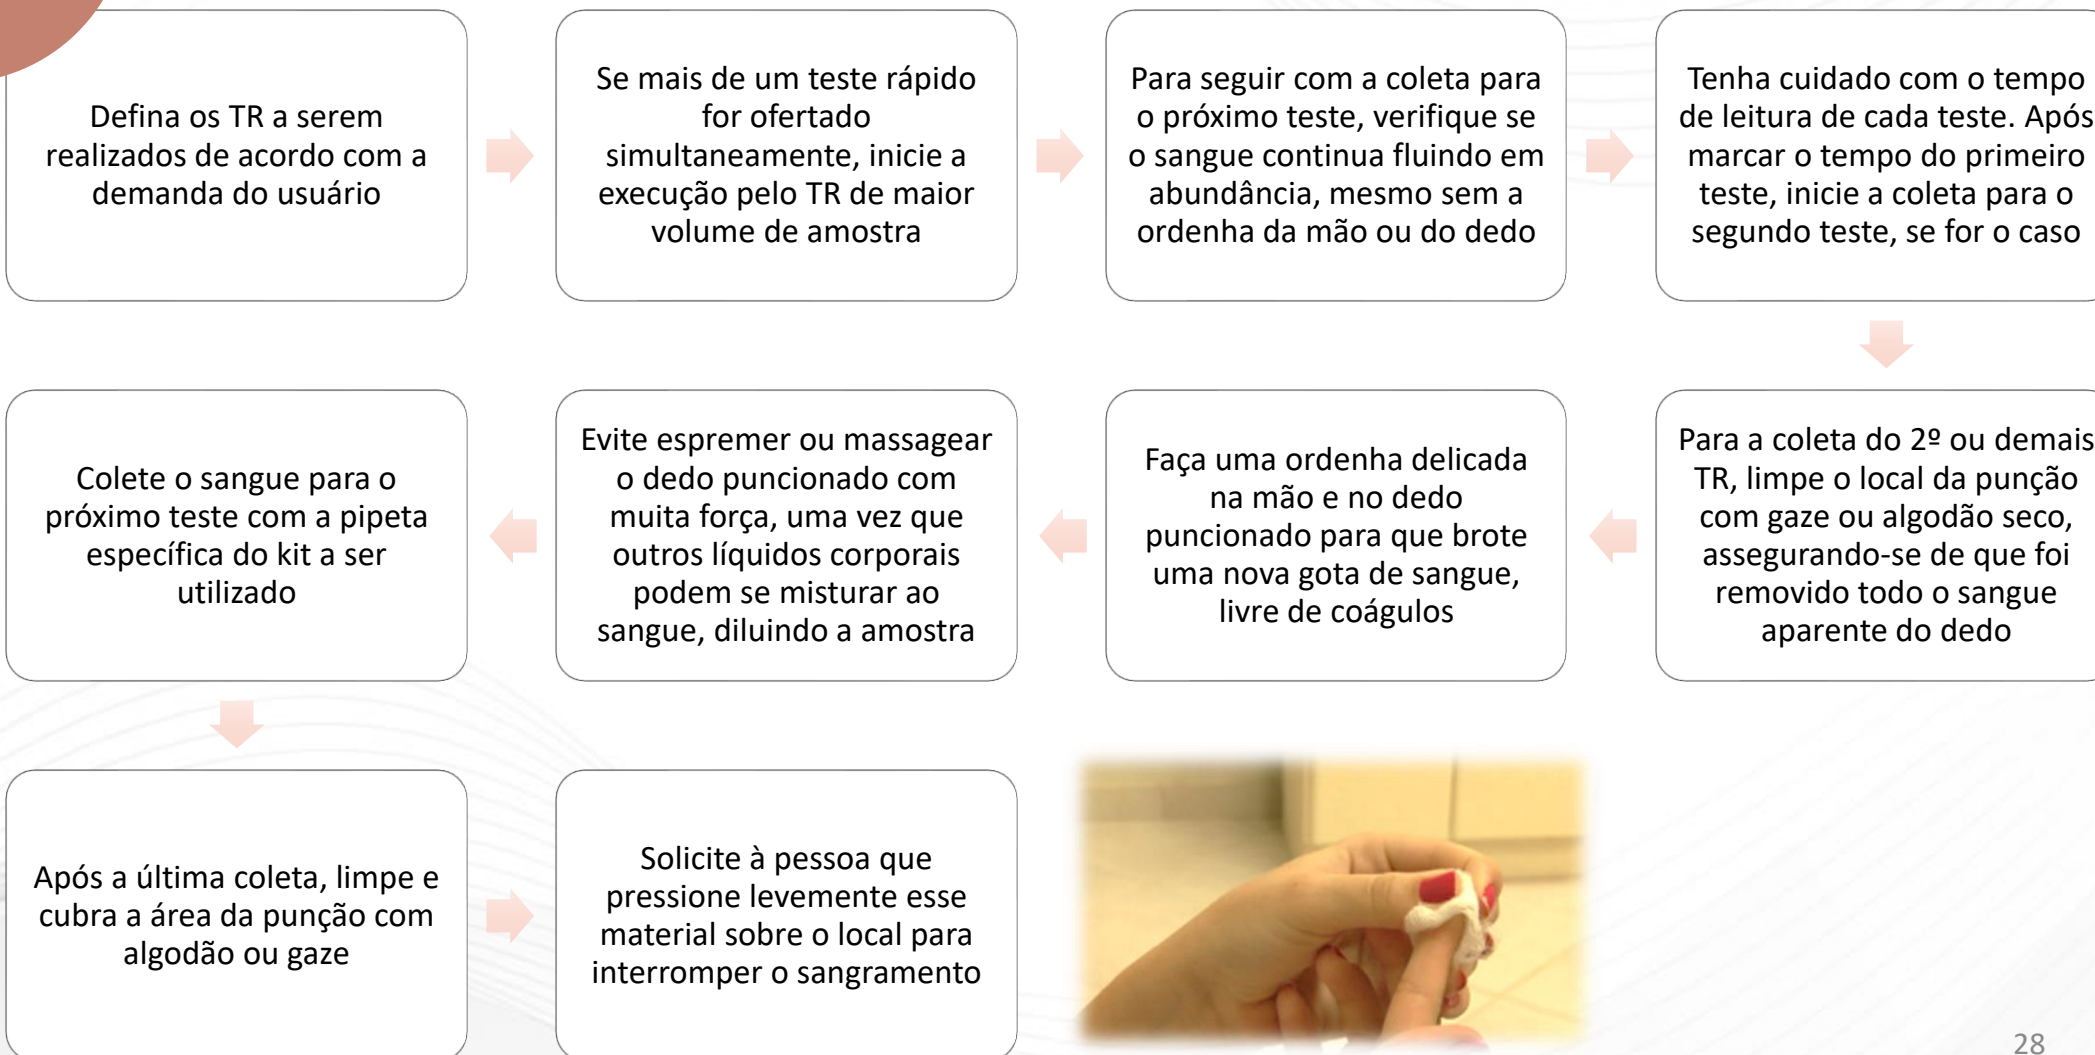 Defina os TR a serem
realizados de acordo com a
demanda do usuário
Se mais de um teste rápido
for ofertado
simultaneamente, inicie a
execução pelo TR de maior
volume de amostra
Para seguir com a coleta para
o próximo teste, verifique se
o sangue continua fluindo em
abundância, mesmo sem a
ordenha da mão ou do dedo
Tenha cuidado com o tempo
de leitura de cada teste. Após
marcar o tempo do primeiro
teste, inicie a coleta para o
segundo teste, se for o caso
Para a coleta do 2º ou demais
TR, limpe o local da punção
com gaze ou algodão seco,
assegurando-se de que foi
removido todo o sangue
aparente do dedo
Faça uma ordenha delicada
na mão e no dedo
puncionado para que brote
uma nova gota de sangue,
livre de coágulos
Evite espremer ou massagear
o dedo puncionado com
muita força, uma vez que
outros líquidos corporais
podem se misturar ao
sangue, diluindo a amostra
Colete o sangue para o
próximo teste com a pipeta
específica do kit a ser
utilizado
Após a última coleta, limpe e
cubra a área da punção com
algodão ou gaze
Solicite à pessoa que
pressione levemente esse
material sobre o local para
interromper o sangramento
28